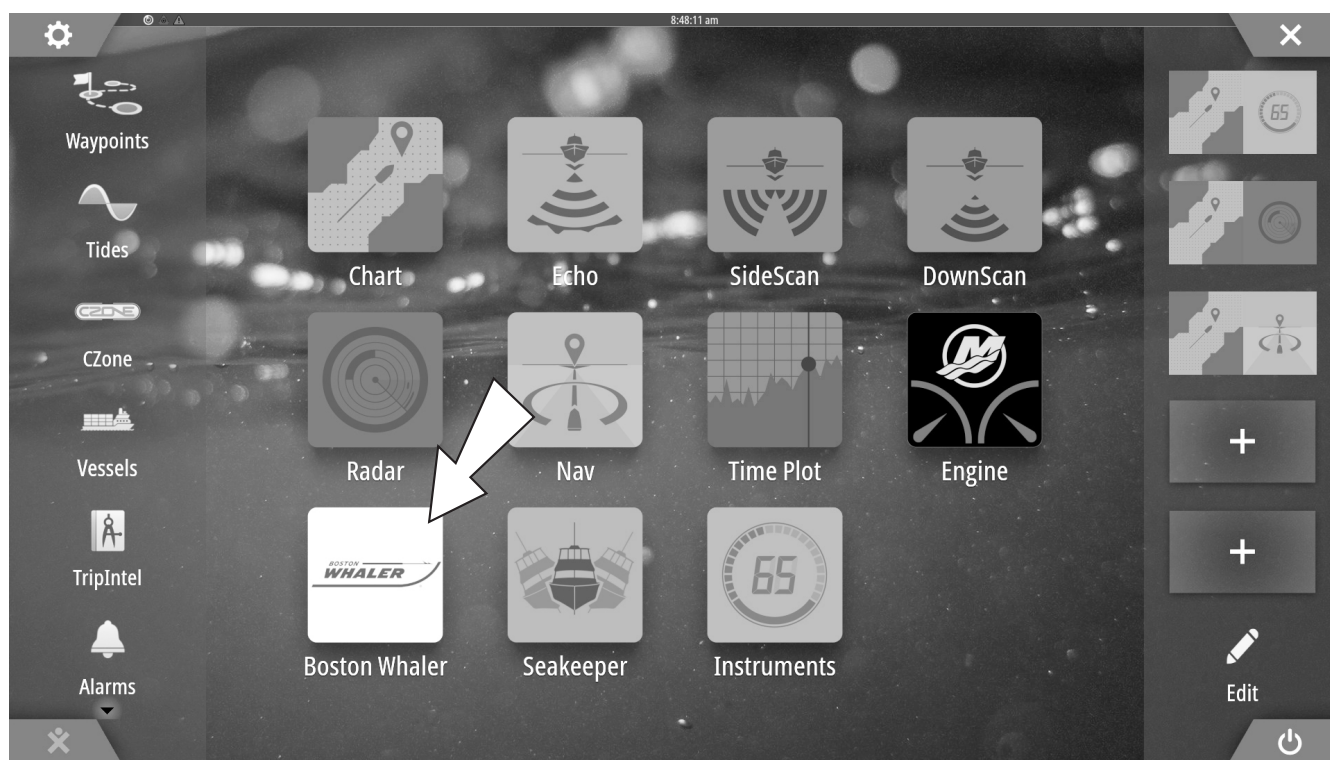 8:48:11 am
Waypoints
Tides
CZONE
CZone
Vessels
TripIntel
Alarms
Chart
Echo
SideScan
DownScan
Radar
Nav
Time Plot
M
Engine
BOSTON
WHALER
Boston Whaler
Seakeeper
65
Instruments
65
Edit